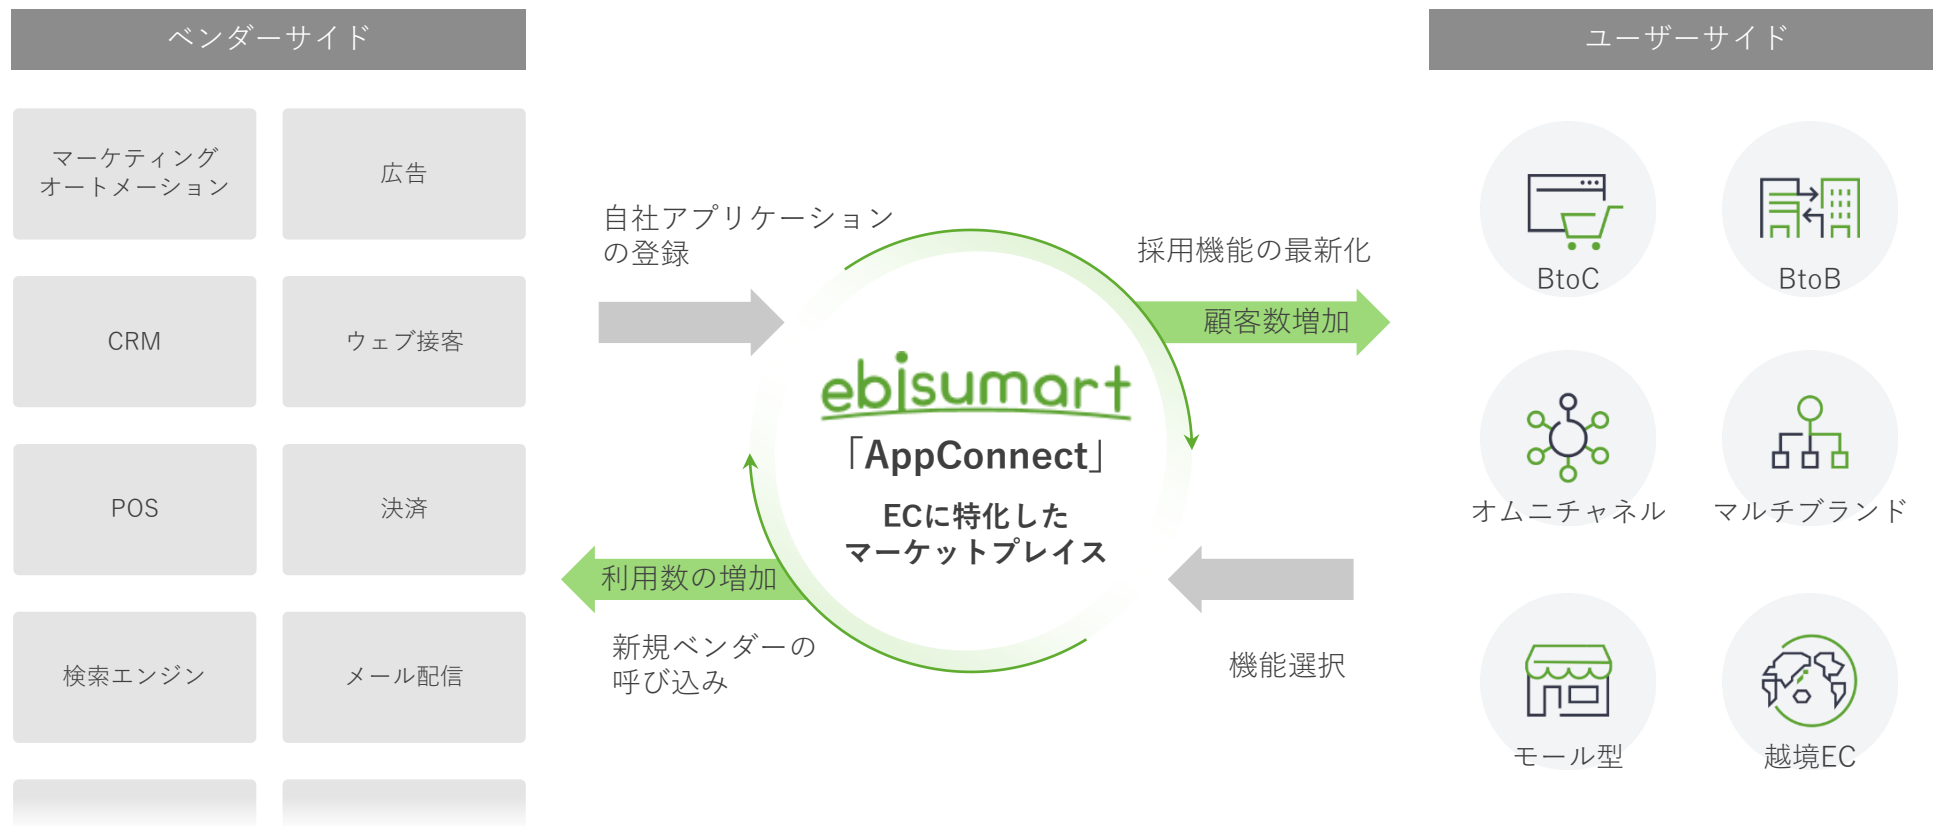 ベンダーサイド
マーケティング
オートメーション
広告
CRM
ウェブ接客
POS
決済
検索エンジン
メール配信
自社アプリケーション
の登録
利用数の増加
新規ベンダーの
呼び込み
ebisumart
「AppConnect」
ECに特化した
マーケットプレイス
採用機能の最新化
顧客数増加
機能選択
ユーザーサイド
BtoC
BtoB
オムニチャネル
マルチブランド
モール型
越境EC